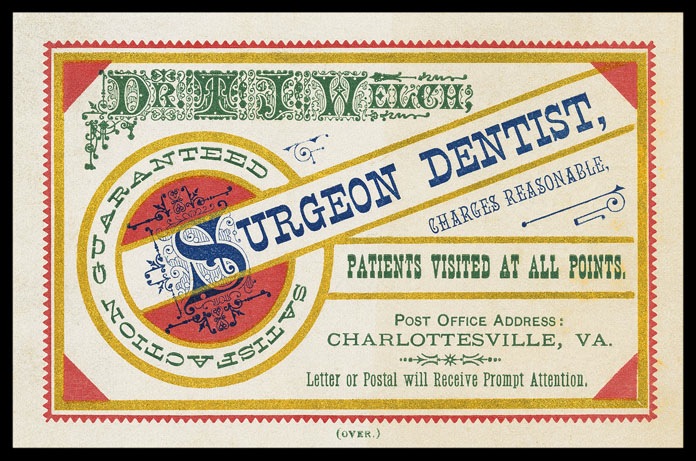 Dr. T. J. Welch,
Surgeon Dentist,
Charges Reasonable,
Satisfaction Guaranteed
Patients Visited at all Points.
Post Office Address:
Charlottesville, Va.
Letter or Postal will Receive Prompt Attention.
(OVER.)